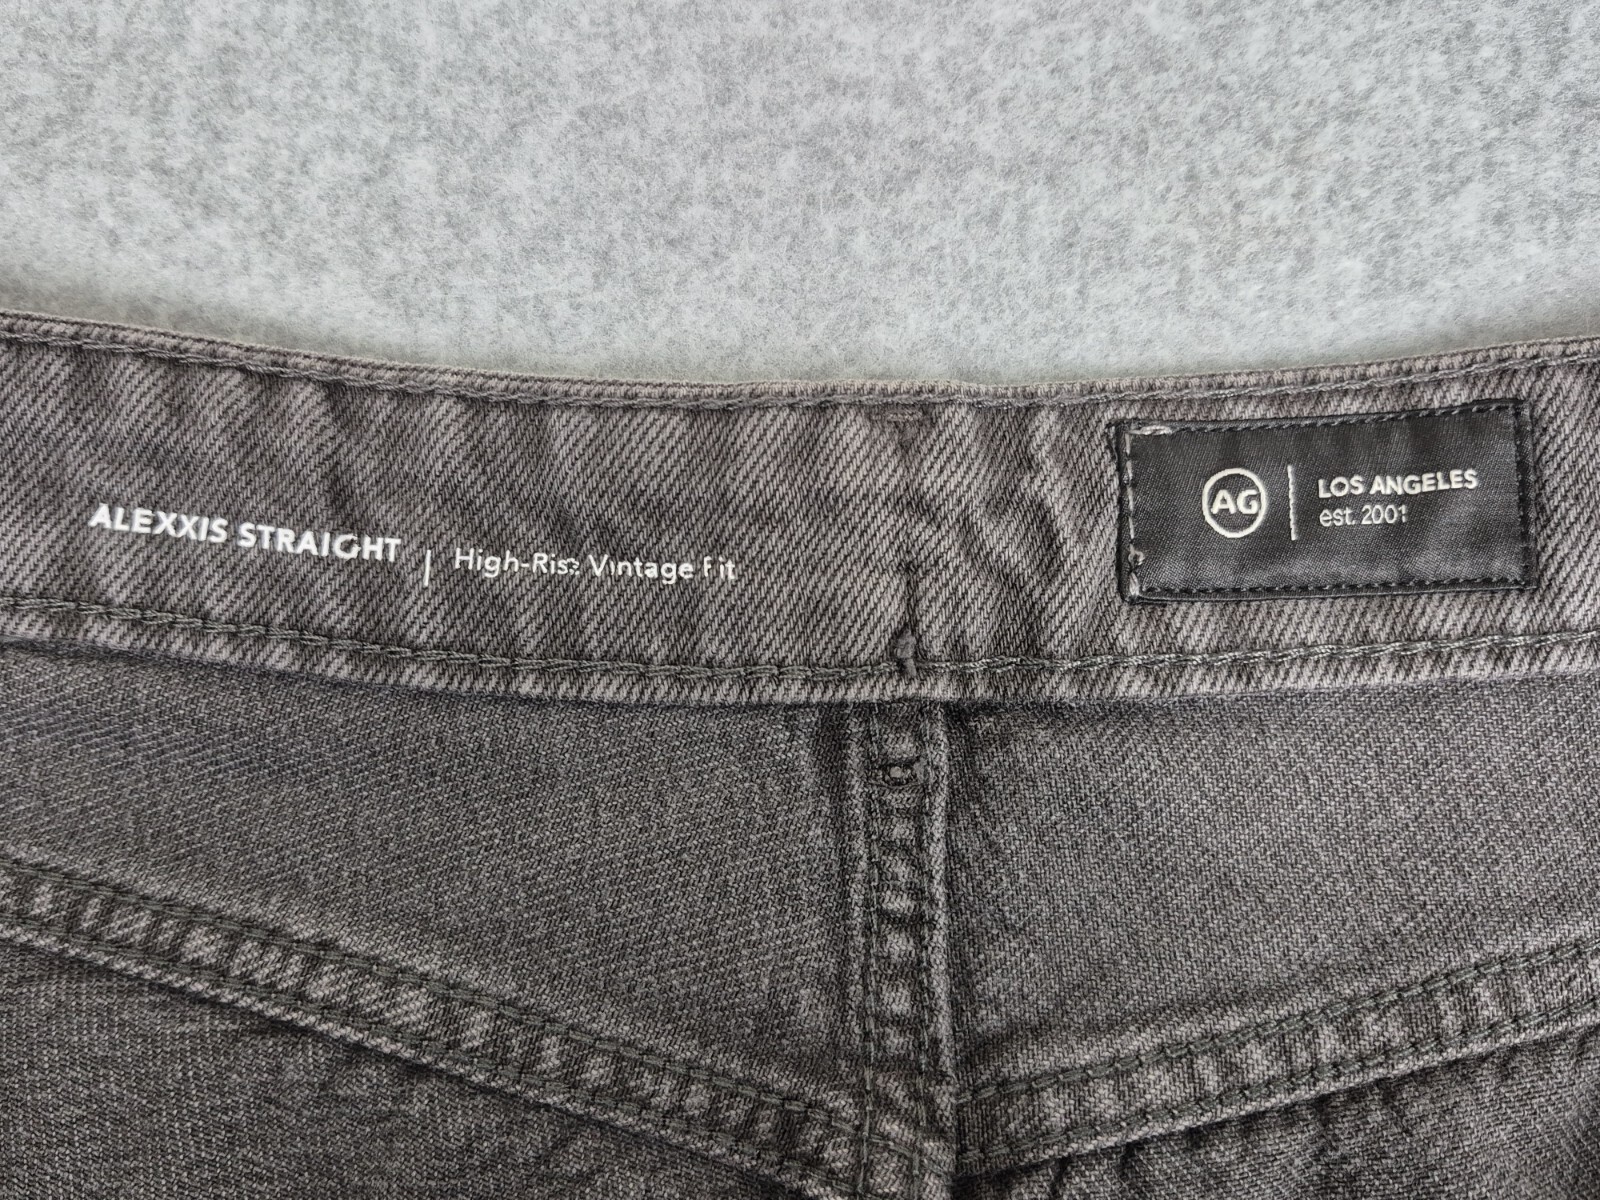 ALEXXIS STRAIGHT | High-Rise Vintage Fit
AG | LOS ANGELES
est. 2001